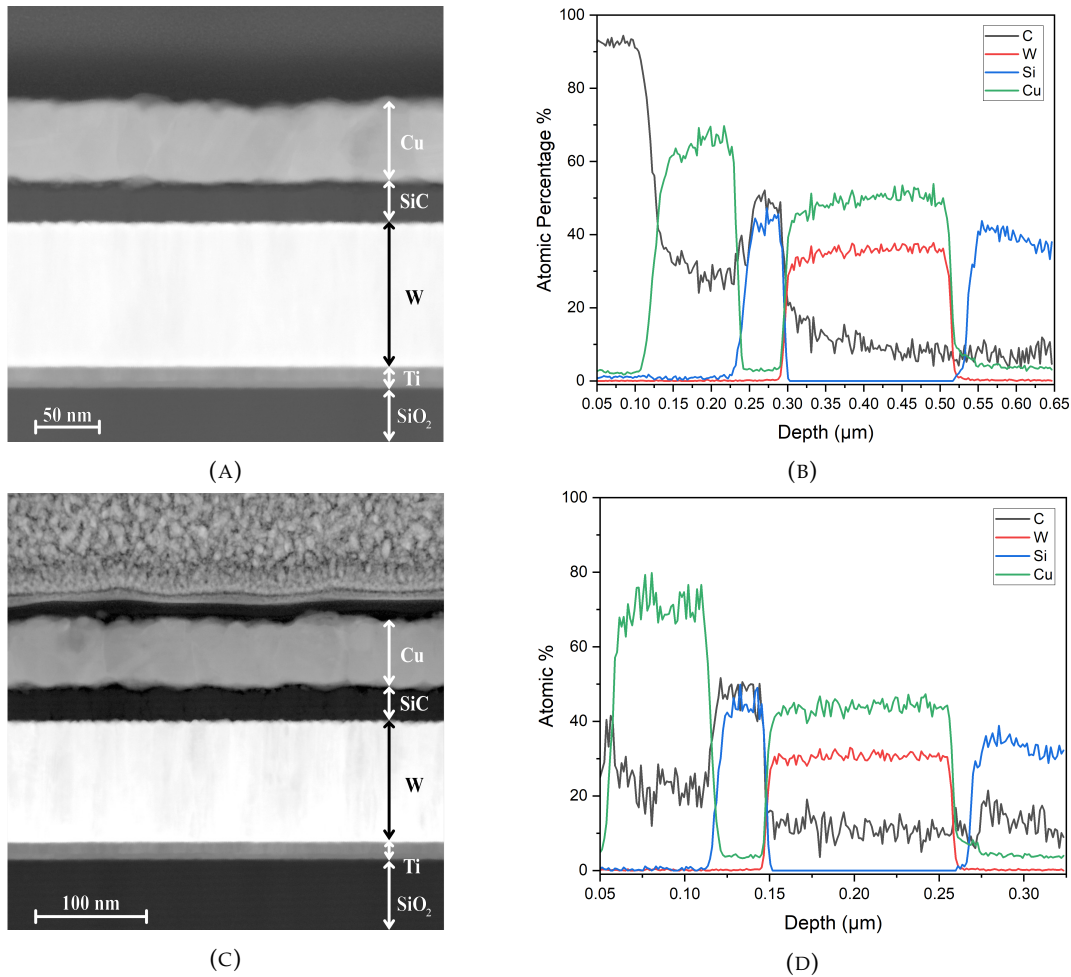 Cu
SiC
W
Ti
SiO2
50 nm
(A)
100
80
60
40
20
0
Atomic Percentage %
0.05 0.10 0.15 0.20 0.25 0.30 0.35 0.40 0.45 0.50 0.55 0.60 0.65
Depth (µm)
C
W
Si
Cu
(B)
Cu
SiC
W
Ti
SiO2
100 nm
(C)
100
80
60
40
20
0
Atomic %
0.05 0.10 0.15 0.20 0.25 0.30
Depth (µm)
C
W
Si
Cu
(D)